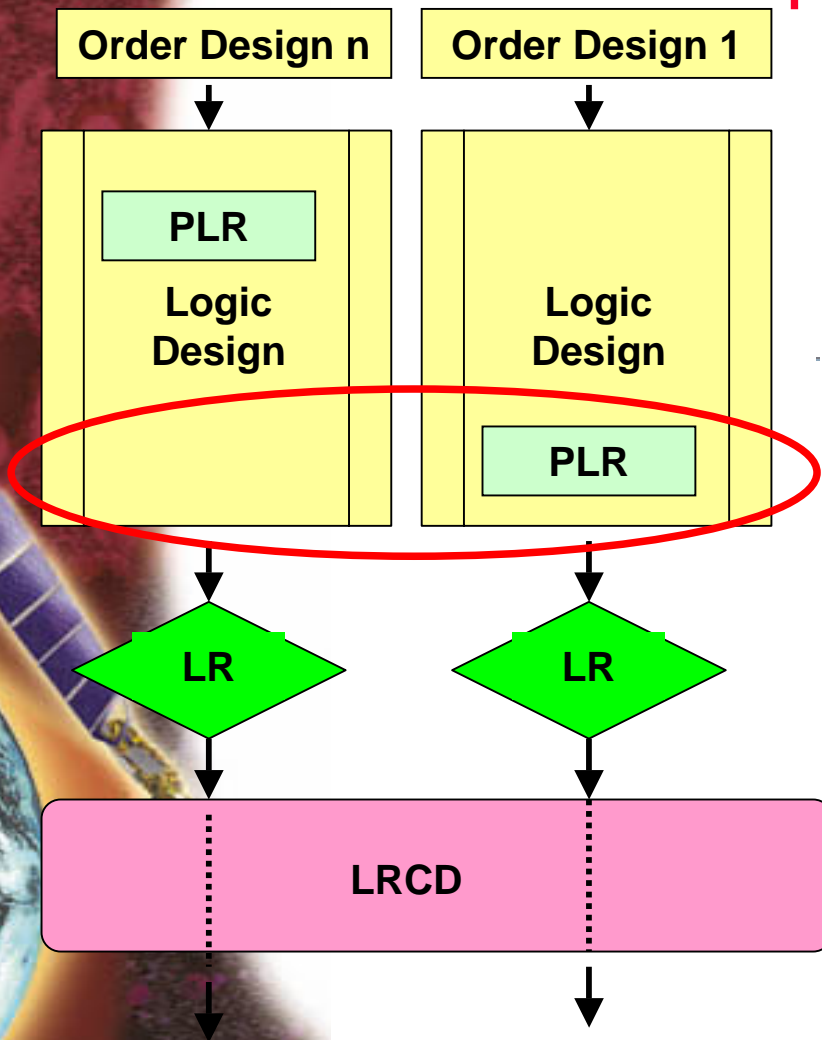 Order Design n
Order Design 1
PLR
Logic
Design
Logic
Design
PLR
LR
LR
LRCD